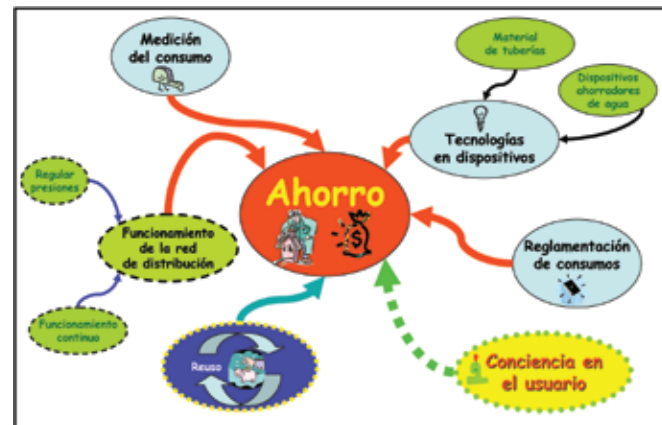 Medición
del consumo
Material
de tuberías
Dispositivos
ahorradores
de agua
Tecnologías
en dispositivos
Ahorro
$
Regular
presiones
Funcionamiento
de la red
de distribución
Funcionamiento
continuo
Reglamentación
de consumos
Reuso
Conciencia en
el usuario